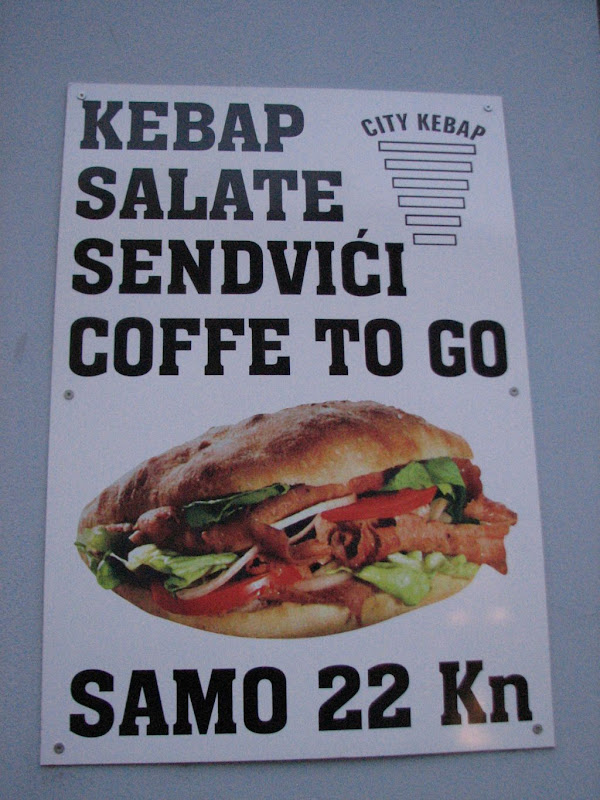 KEBAP
CITY KEBAP
SALATE
SENDVIĆI
COFFE TO GO
SAMO 22 Kn